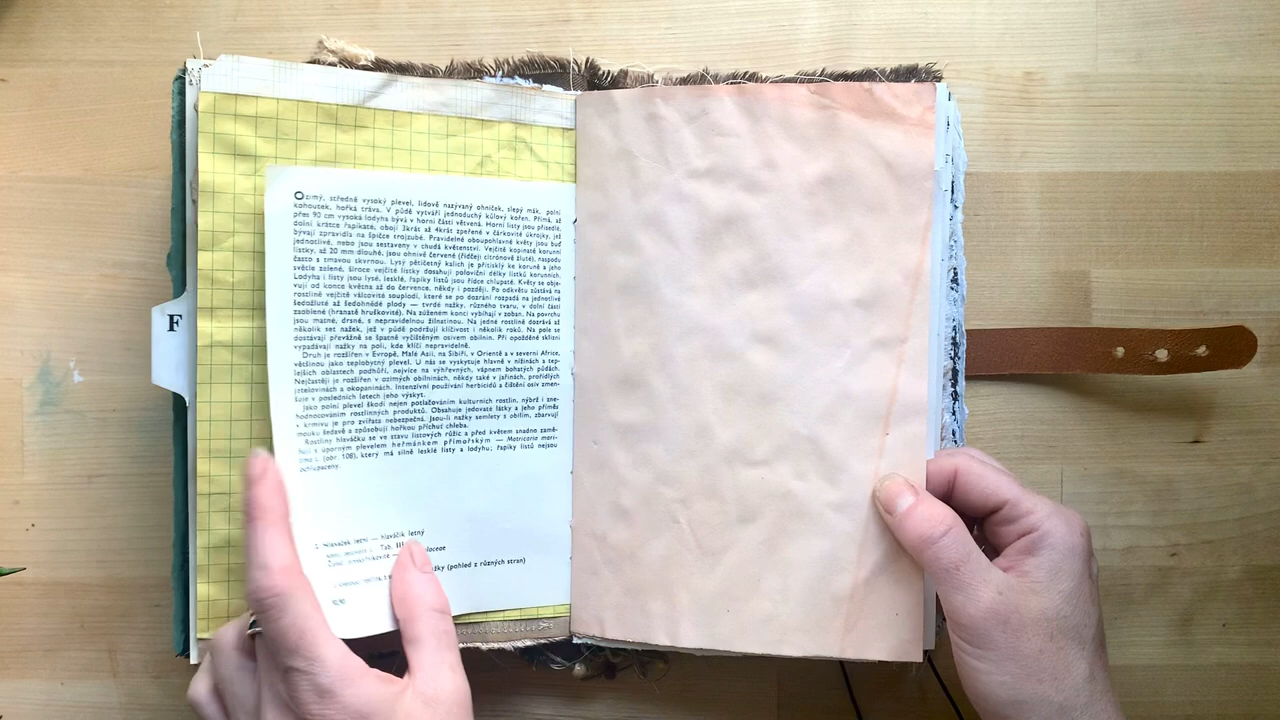 F
Ozimý, středně vysoký plevel, lidově nazývaný ohníček, slepý mák, polní
kohoutek, hořká tráva. V půdě vytváří jednoduchý kůlový kořen. Přímá, až
přes 90 cm vysoká lodyha bývá v horní části větvená. Horní listy jsou přisedlé,
dolní krátce řapíkaté, obojí 3krát až 4krát zpeřené v čárkovité úkrojky, jež
bývají zpravidla na špičce trojzubé. Pravidelné oboupohlavné květy jsou buď
jednotlivé, nebo jsou sestaveny v chudá květenství. Vejčitě kopinaté korunní
lístky, až 20 mm dlouhé, jsou ohnivě červené (řidčeji citrónově žluté), naspodu
často s tmavou skvrnou. Lysý pětičetný kalich je přitisklý ke koruně a jeho
světle zelené, široce vejčité lístky dosahují poloviční délky lístků korunních.
Lodyha i listy jsou lysé, lesklé, řapíky listů jsou řídce chlupaté. Květy se obje-
vují od konce května až do července, někdy i později. Po odkvětu zůstává na
rostlině vejčitě válcovité souplodí, které se po dozrání rozpadá na jednotlivé
šedožluté až šedohnědé plody — tvrdé nažky, různého tvaru, v dolní části
zaoblené (hranatě hruškovité). Na zúženém konci vybíhají v zoban. Na povrchu
jsou matné, drsné, s nepravidelnou žilnatinou. Na jedné rostlině dozrává až
několik set nažek, jež v půdě podržují klíčivost i několik roků. Na pole se
dostávají převážně se špatně vyčištěným osivem obilnin. Při opožděné sklizni
vypadávají nažky na poli, kde klíčí nepravidelně.
Druh je rozšířen v Evropě, Malé Asii, na Sibiři, v Orientě a v severní Africe,
většinou jako teplobytný plevel. U nás se vyskytuje hlavně v nížinách a tep-
lejších oblastech podhůří, nejvíce na výhřevných, vápnem bohatých půdách.
Nejčastěji je rozšířen v ozimých obilninách, někdy také v jařinách, prořídlých
jetelovinách a okopaninách. Intenzívní používání herbicidů a čištění osiv zmen-
šuje v posledních letech jeho výskyt.
Jako polní plevel škodí nejen potlačováním kulturních rostlin, nýbrž i zne-
hodnocováním rostlinných produktů. Obsahuje jedovaté látky a jeho příměs
v krmivu je pro zvířata nebezpečná. Jsou-li nažky semlety s obilím, zbarvují
mouku šedavě a způsobují hořkou příchuť chleba.
Rostliny hlaváčku se ve stavu listových růžic a před květem snadno zamě-
ňují s úporným plevelem heřmánkem přímořským — Matricaria mari-
tima L. (obr. 108), který má silně lesklé listy a lodyhu; řapíky listů nejsou
ochlupaceny.
Hlaváček letní — hlaváčik letný
Tab. III
(pohled z různých stran)